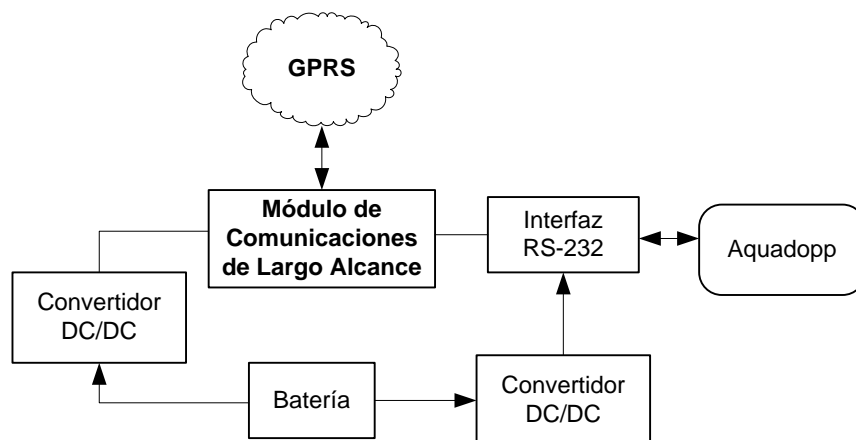 GPRS
Módulo de
Comunicaciones
de Largo Alcance
Interfaz
RS-232
Aquadopp
Convertidor
DC/DC
Batería
Convertidor
DC/DC